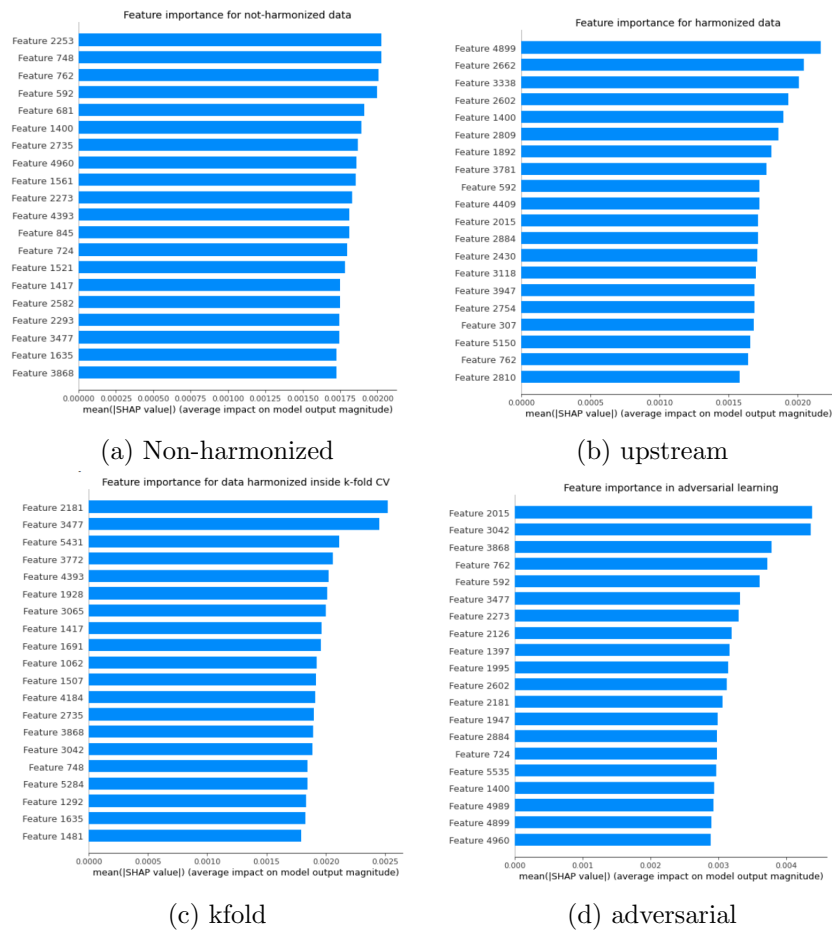 Feature importance for not-harmonized data
Feature 2253
Feature 748
Feature 762
Feature 592
Feature 681
Feature 1400
Feature 2735
Feature 4960
Feature 1561
Feature 2273
Feature 4393
Feature 845
Feature 724
Feature 1521
Feature 1417
Feature 2582
Feature 2293
Feature 3477
Feature 1635
Feature 3868
0.00000 0.00025 0.00050 0.00075 0.00100 0.00125 0.00150 0.00175 0.00200
mean(|SHAP value|) (average impact on model output magnitude)
(a) Non-harmonized
Feature importance for harmonized data
Feature 4899
Feature 2662
Feature 3338
Feature 2602
Feature 1400
Feature 2809
Feature 1892
Feature 3781
Feature 592
Feature 4409
Feature 2015
Feature 2884
Feature 2430
Feature 3118
Feature 3947
Feature 2754
Feature 307
Feature 5150
Feature 762
Feature 2810
0.0000 0.0005 0.0010 0.0015 0.0020
mean(|SHAP value|) (average impact on model output magnitude)
(b) upstream
Feature importance for data harmonized inside k-fold CV
Feature 2181
Feature 3477
Feature 5431
Feature 3772
Feature 4393
Feature 1928
Feature 3065
Feature 1417
Feature 1691
Feature 1062
Feature 1507
Feature 4184
Feature 2735
Feature 3868
Feature 3042
Feature 748
Feature 5284
Feature 1292
Feature 1635
Feature 1481
0.0000 0.0005 0.0010 0.0015 0.0020 0.0025
mean(|SHAP value|) (average impact on model output magnitude)
(c) kfold
Feature importance in adversarial learning
Feature 2015
Feature 3042
Feature 3868
Feature 762
Feature 592
Feature 3477
Feature 2273
Feature 2126
Feature 1397
Feature 1995
Feature 2602
Feature 2181
Feature 1947
Feature 2884
Feature 724
Feature 5535
Feature 1400
Feature 4989
Feature 4899
Feature 4960
0.000 0.001 0.002 0.003 0.004
mean(|SHAP value|) (average impact on model output magnitude)
(d) adversarial